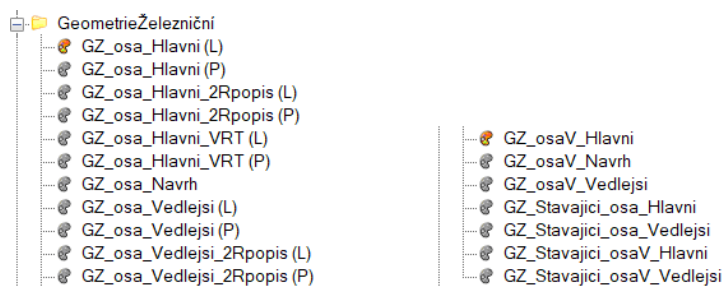 GeometrieŽelezniční
GZ_osa_Hlavni (L)
GZ_osa_Hlavni (P)
GZ_osa_Hlavni_2Rpopis (L)
GZ_osa_Hlavni_2Rpopis (P)
GZ_osa_Hlavni_VRT (L)
GZ_osa_Hlavni_VRT (P)
GZ_osa_Navrh
GZ_osa_Vedlejsi (L)
GZ_osa_Vedlejsi (P)
GZ_osa_Vedlejsi_2Rpopis (L)
GZ_osa_Vedlejsi_2Rpopis (P)
GZ_osaV_Hlavni
GZ_osaV_Navrh
GZ_osaV_Vedlejsi
GZ_Stavajici_osa_Hlavni
GZ_Stavajici_osa_Vedlejsi
GZ_Stavajici_osaV_Hlavni
GZ_Stavajici_osaV_Vedlejsi